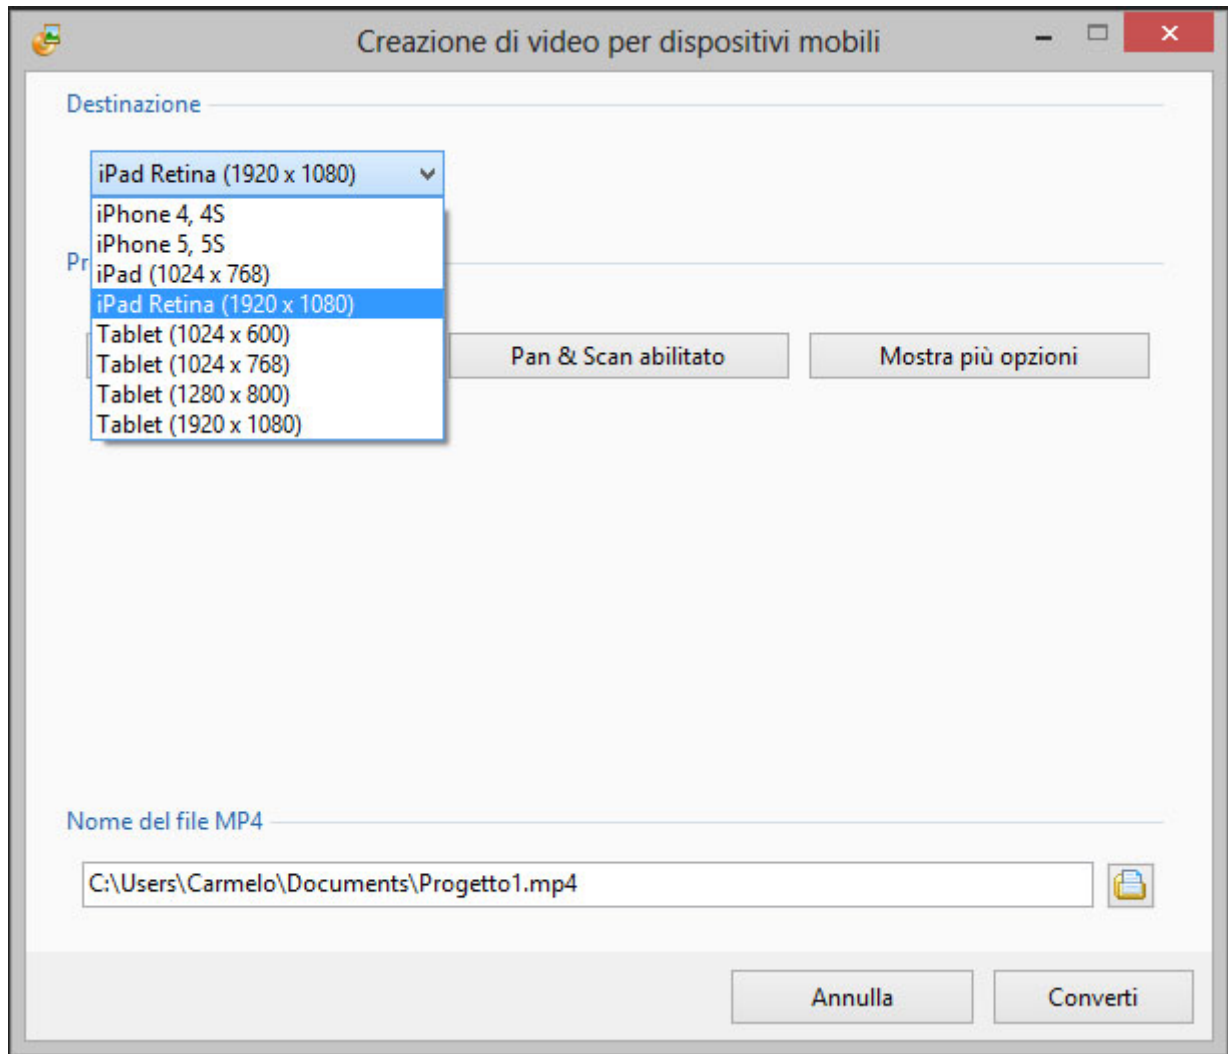 Creazione di video per dispositivi mobili
Destinazione
iPad Retina (1920 x 1080)
iPhone 4, 4S
iPhone 5, 5S
Pr
iPad (1024 x 768)
iPad Retina (1920 x 1080)
Tablet (1024 x 600)
Tablet (1024 x 768)
Tablet (1280 x 800)
Tablet (1920 x 1080)
Pan & Scan abilitato
Mostra più opzioni
Nome del file MP4
C:\Users\Carmelo\Documents\Progetto1.mp4
Annulla
Converti